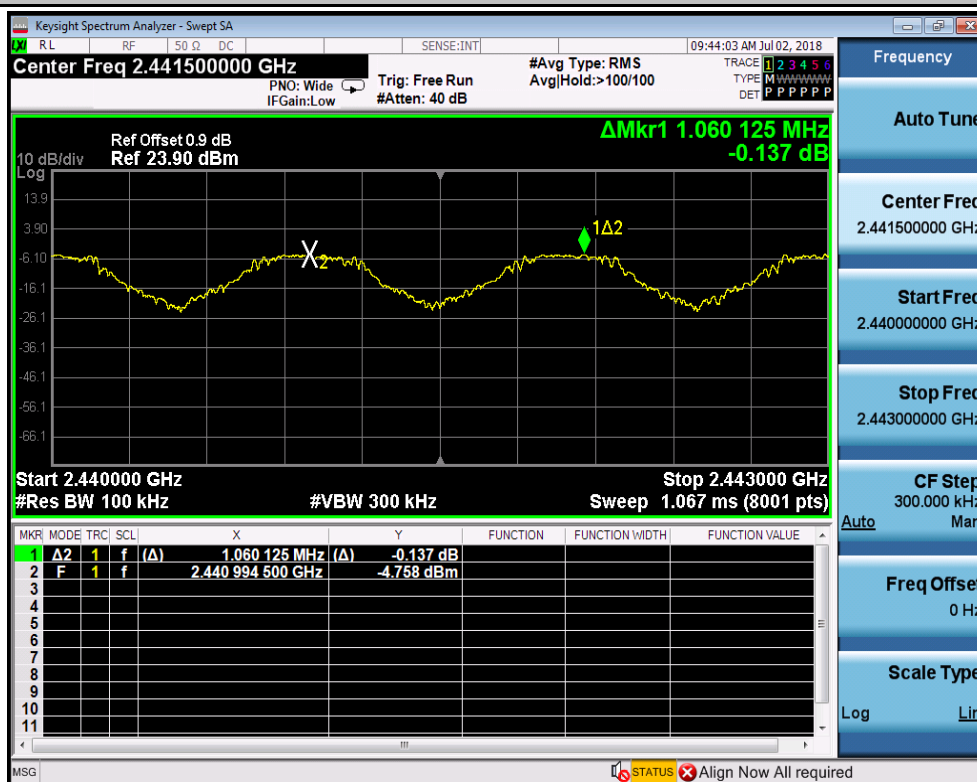 Keysight Spectrum Analyzer - Swept SA
LXI RL RF 50 Ω DC SENSE:INT 09:44:03 AM Jul 02, 2018
Center Freq 2.441500000 GHz
PNO: Wide
IFGain:Low
Trig: Free Run
#Atten: 40 dB
#Avg Type: RMS
Avg|Hold:>100/100
TRACE 1 2 3 4 5 6
TYPE M WWWWW
DET P P P P P P
ΔMkr1 1.060 125 MHz
-0.137 dB
Ref Offset 0.9 dB
10 dB/div Ref 23.90 dBm
Log
13.9
3.90
-6.10
-16.1
-26.1
-36.1
-46.1
-56.1
-66.1
X2
1Δ2
Start 2.440000 GHz Stop 2.443000 GHz
#Res BW 100 kHz #VBW 300 kHz Sweep 1.067 ms (8001 pts)
MKR MODE TRC SCL X Y FUNCTION FUNCTION WIDTH FUNCTION VALUE
1 Δ2 1 f (Δ) 1.060 125 MHz (Δ) -0.137 dB
2 F 1 f 2.440 994 500 GHz -4.758 dBm
3
4
5
6
7
8
9
10
11
MSG STATUS Align Now All required
Frequency
Auto Tune
Center Freq
2.441500000 GHz
Start Freq
2.440000000 GHz
Stop Freq
2.443000000 GHz
CF Step
300.000 kHz
Auto Man
Freq Offset
0 Hz
Scale Type
Log Lin